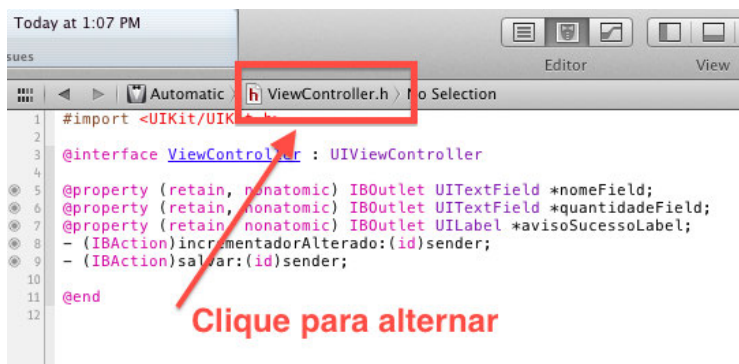 Today at 1:07 PM
sues
Editor
View
Automatic
ViewController.h
No Selection
1 #import <UIKit/UIKit.h>
2
3 @interface ViewController : UIViewController
4
5 @property (retain, nonatomic) IBOutlet UITextField *nomeField;
6 @property (retain, nonatomic) IBOutlet UITextField *quantidadeField;
7 @property (retain, nonatomic) IBOutlet UILabel *avisoSucessoLabel;
8 - (IBAction)incrementadorAlterado:(id)sender;
9 - (IBAction)salvar:(id)sender;
10
11 @end
12
Clique para alternar